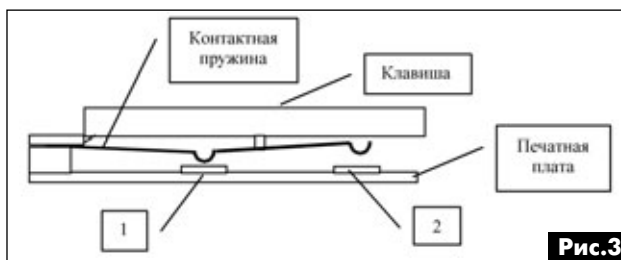 Контактная
пружина
Клавиша
Печатная
плата
1
2
Рис.3